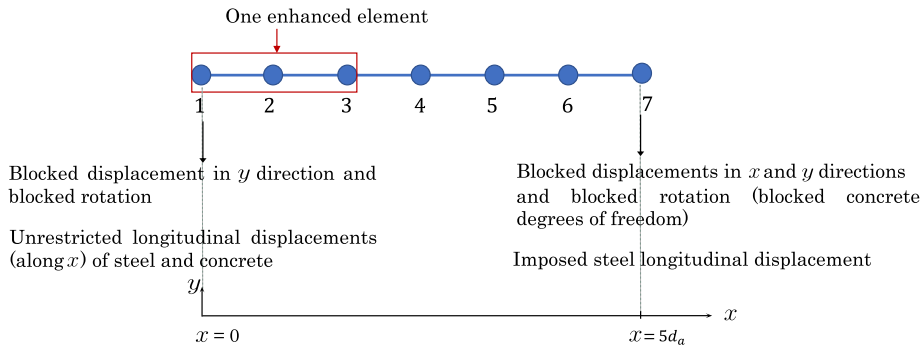 One enhanced element
1 2 3 4 5 6 7
Blocked displacement in y direction and
blocked rotation
Unrestricted longitudinal displacements
(along x) of steel and concrete
Blocked displacements in x and y directions
and blocked rotation (blocked concrete
degrees of freedom)
Imposed steel longitudinal displacement
y
x
x = 0
x = 5dₐ